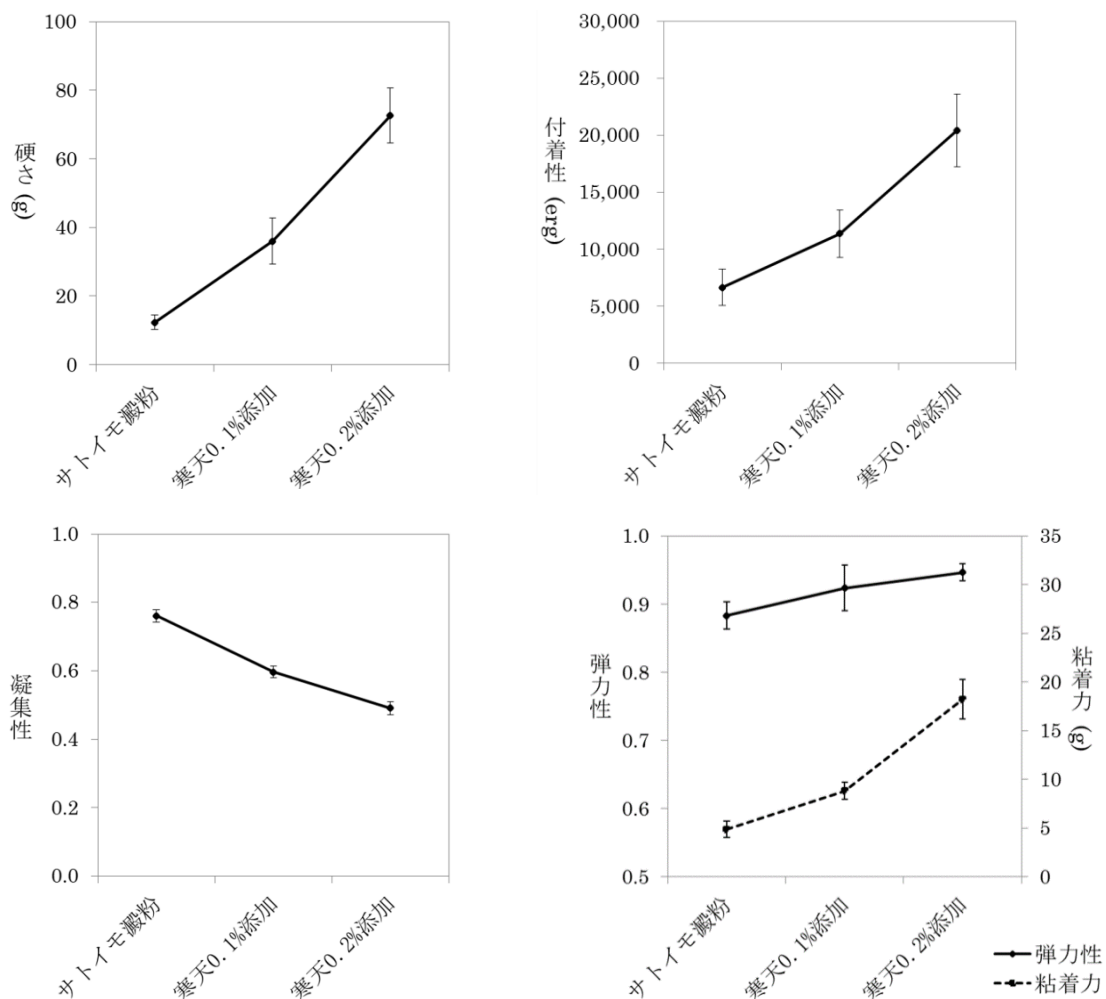 100
80
60
40
20
0
硬さ (g)
サトイモ澱粉
寒天0.1%添加
寒天0.2%添加
30,000
25,000
20,000
15,000
10,000
5,000
0
付着性 (erg)
サトイモ澱粉
寒天0.1%添加
寒天0.2%添加
1.0
0.8
0.6
0.4
0.2
0.0
凝集性
サトイモ澱粉
寒天0.1%添加
寒天0.2%添加
1.0
0.9
0.8
0.7
0.6
0.5
弾力性
35
30
25
20
15
10
5
0
粘着力 (g)
サトイモ澱粉
寒天0.1%添加
寒天0.2%添加
弾力性
粘着力